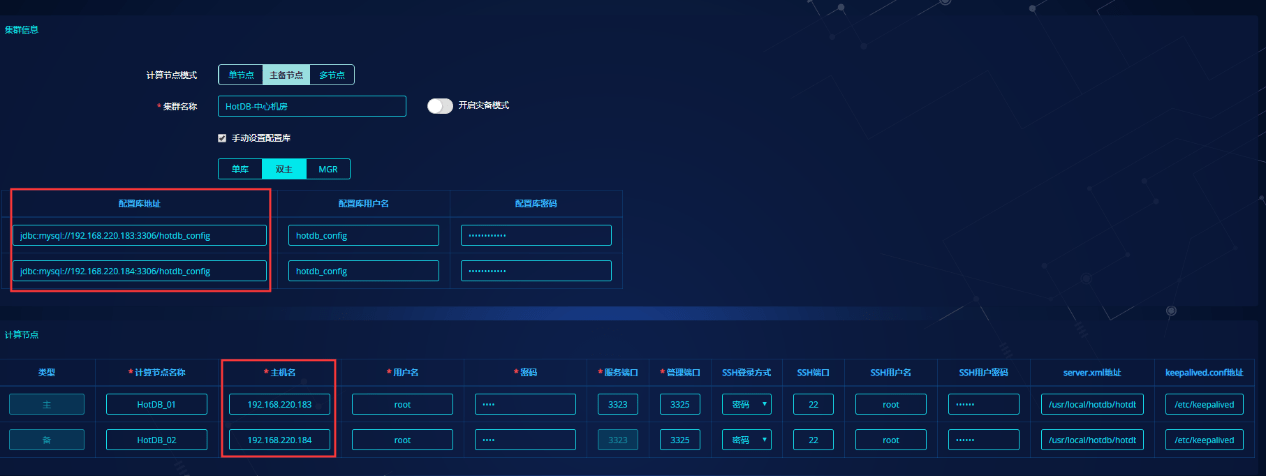 集群信息
计算节点模式 单节点 主备节点 多节点
* 集群名称 HotDB-中心机房 开启灾备模式
手动设置配置库
单库 双主 MGR
配置库地址 配置库用户名 配置库密码
jdbc:mysql://192.168.220.183:3306/hotdb_config hotdb_config ••••••••••••
jdbc:mysql://192.168.220.184:3306/hotdb_config hotdb_config ••••••••••••
计算节点
类型 * 计算节点名称 * 主机名 * 用户名 * 密码 * 服务端口 * 管理端口 SSH登录方式 SSH端口 SSH用户名 SSH用户密码 server.xml地址 keepalived.conf地址
主 HotDB_01 192.168.220.183 root •••• 3323 3325 密码 22 root •••••• /usr/local/hotdb/hotdt /etc/keepalived
备 HotDB_02 192.168.220.184 root •••• 3323 3325 密码 22 root •••••• /usr/local/hotdb/hotdt /etc/keepalived